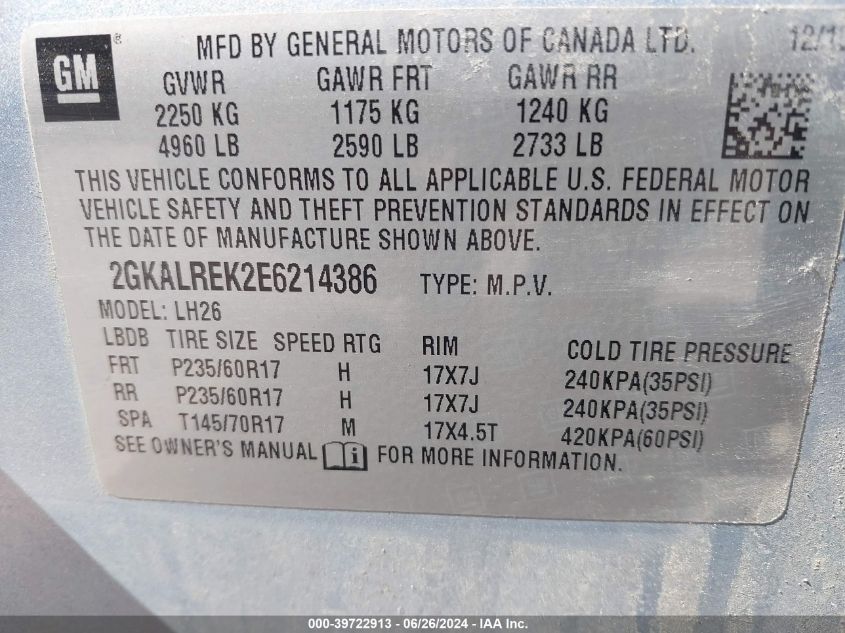 GM ® MFD BY GENERAL MOTORS OF CANADA LTD. 12/1
GVWR GAWR FRT GAWR RR
2250 KG 1175 KG 1240 KG
4960 LB 2590 LB 2733 LB
THIS VEHICLE CONFORMS TO ALL APPLICABLE U.S. FEDERAL MOTOR
VEHICLE SAFETY AND THEFT PREVENTION STANDARDS IN EFFECT ON
THE DATE OF MANUFACTURE SHOWN ABOVE.
2GKALREK2E6214386 TYPE: M.P.V.
MODEL: LH26
LBDB TIRE SIZE SPEED RTG RIM COLD TIRE PRESSURE
FRT P235/60R17 H 17X7J 240KPA(35PSI)
RR P235/60R17 H 17X7J 240KPA(35PSI)
SPA T145/70R17 M 17X4.5T 420KPA(60PSI)
SEE OWNER'S MANUAL i FOR MORE INFORMATION.
000-39722913 - 06/26/2024 - IAA Inc.